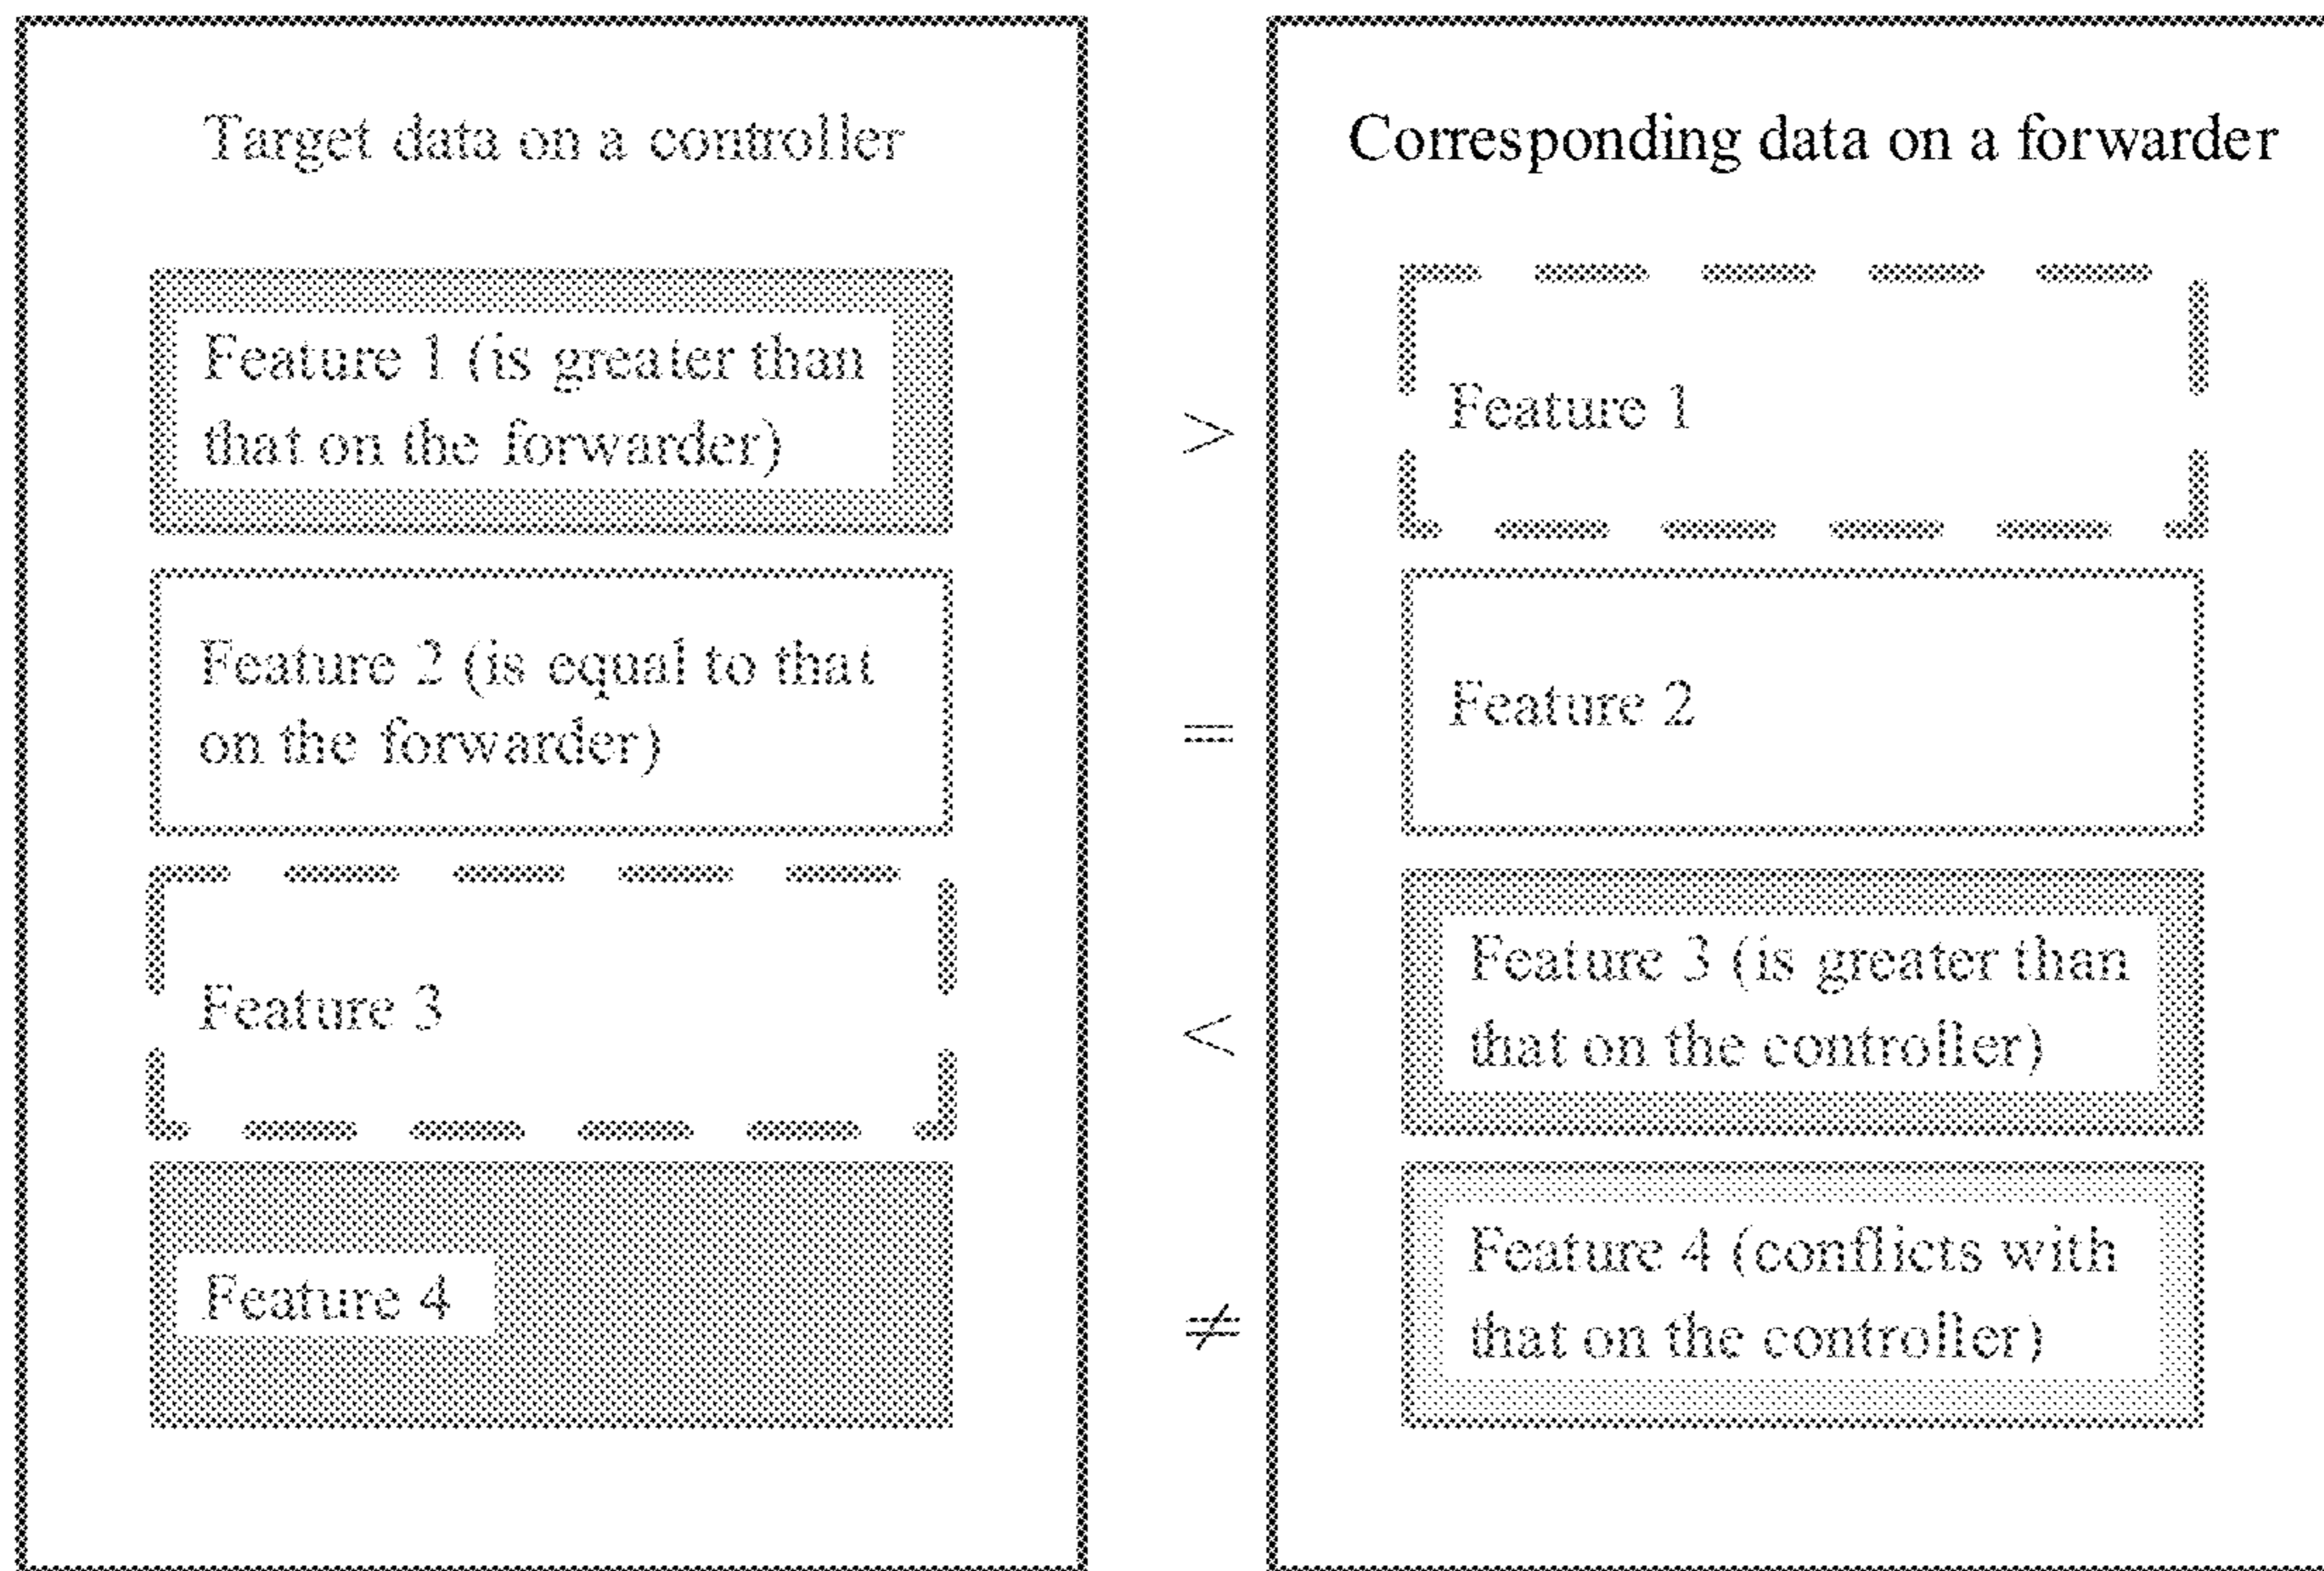 Target data on a controller
Feature 1 (is greater than
that on the forwarder)
Feature 2 (is equal to that
on the forwarder)
Feature 3
Feature 4
>
=
<
≠
Corresponding data on a forwarder
Feature 1
Feature 2
Feature 3 (is greater than
that on the controller)
Feature 4 (conflicts with
that on the controller)